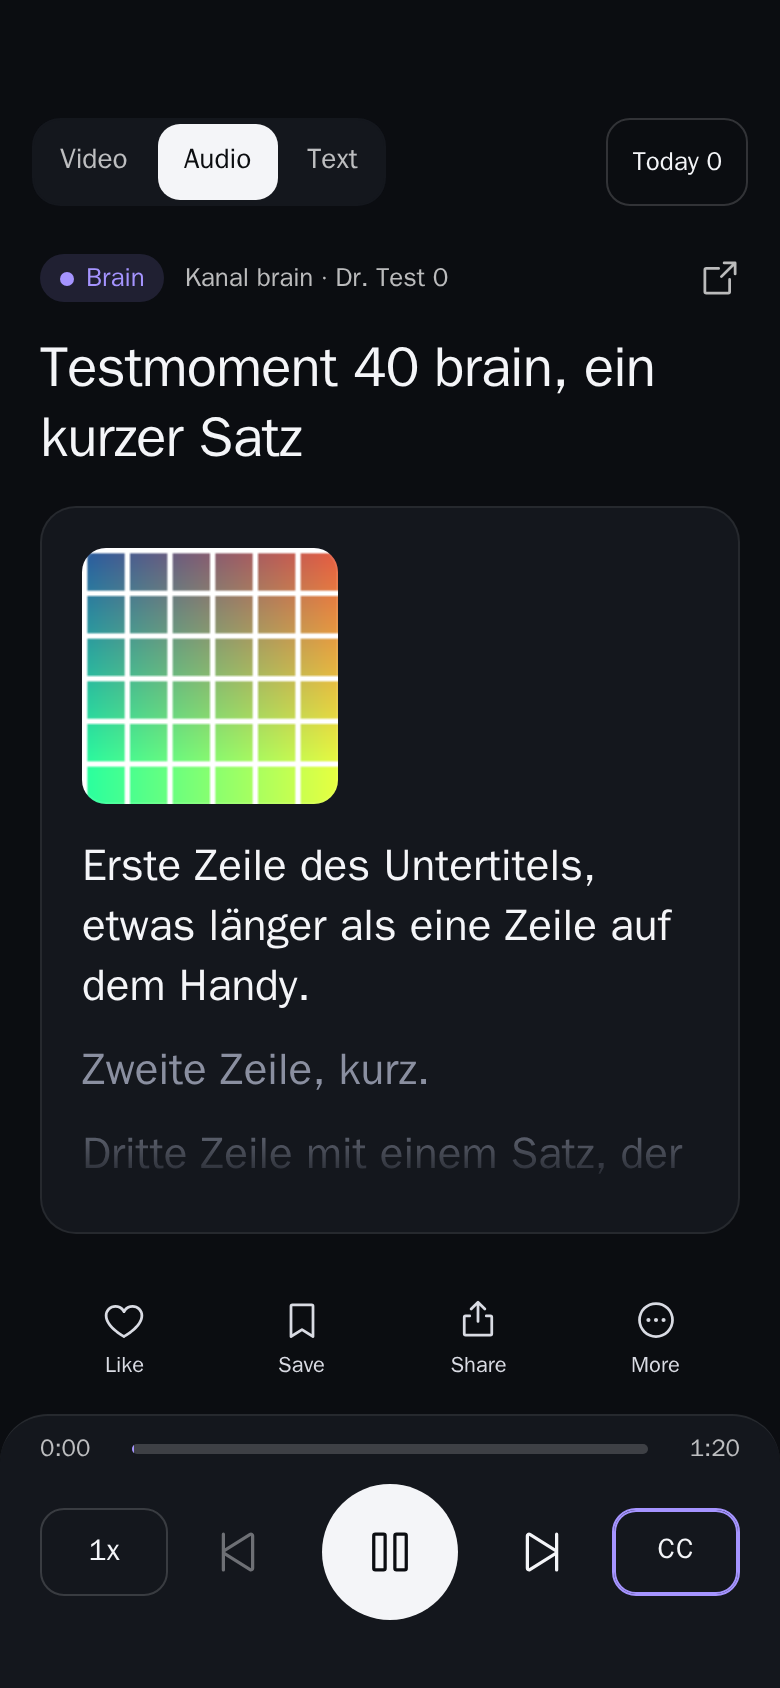 Video
Audio
Text
Today 0
Brain
Kanal brain · Dr. Test 0
Testmoment 40 brain, ein
kurzer Satz
Erste Zeile des Untertitels,
etwas länger als eine Zeile auf
dem Handy.
Zweite Zeile, kurz.
Dritte Zeile mit einem Satz, der
Like
Save
Share
More
0:00
1:20
1x
CC